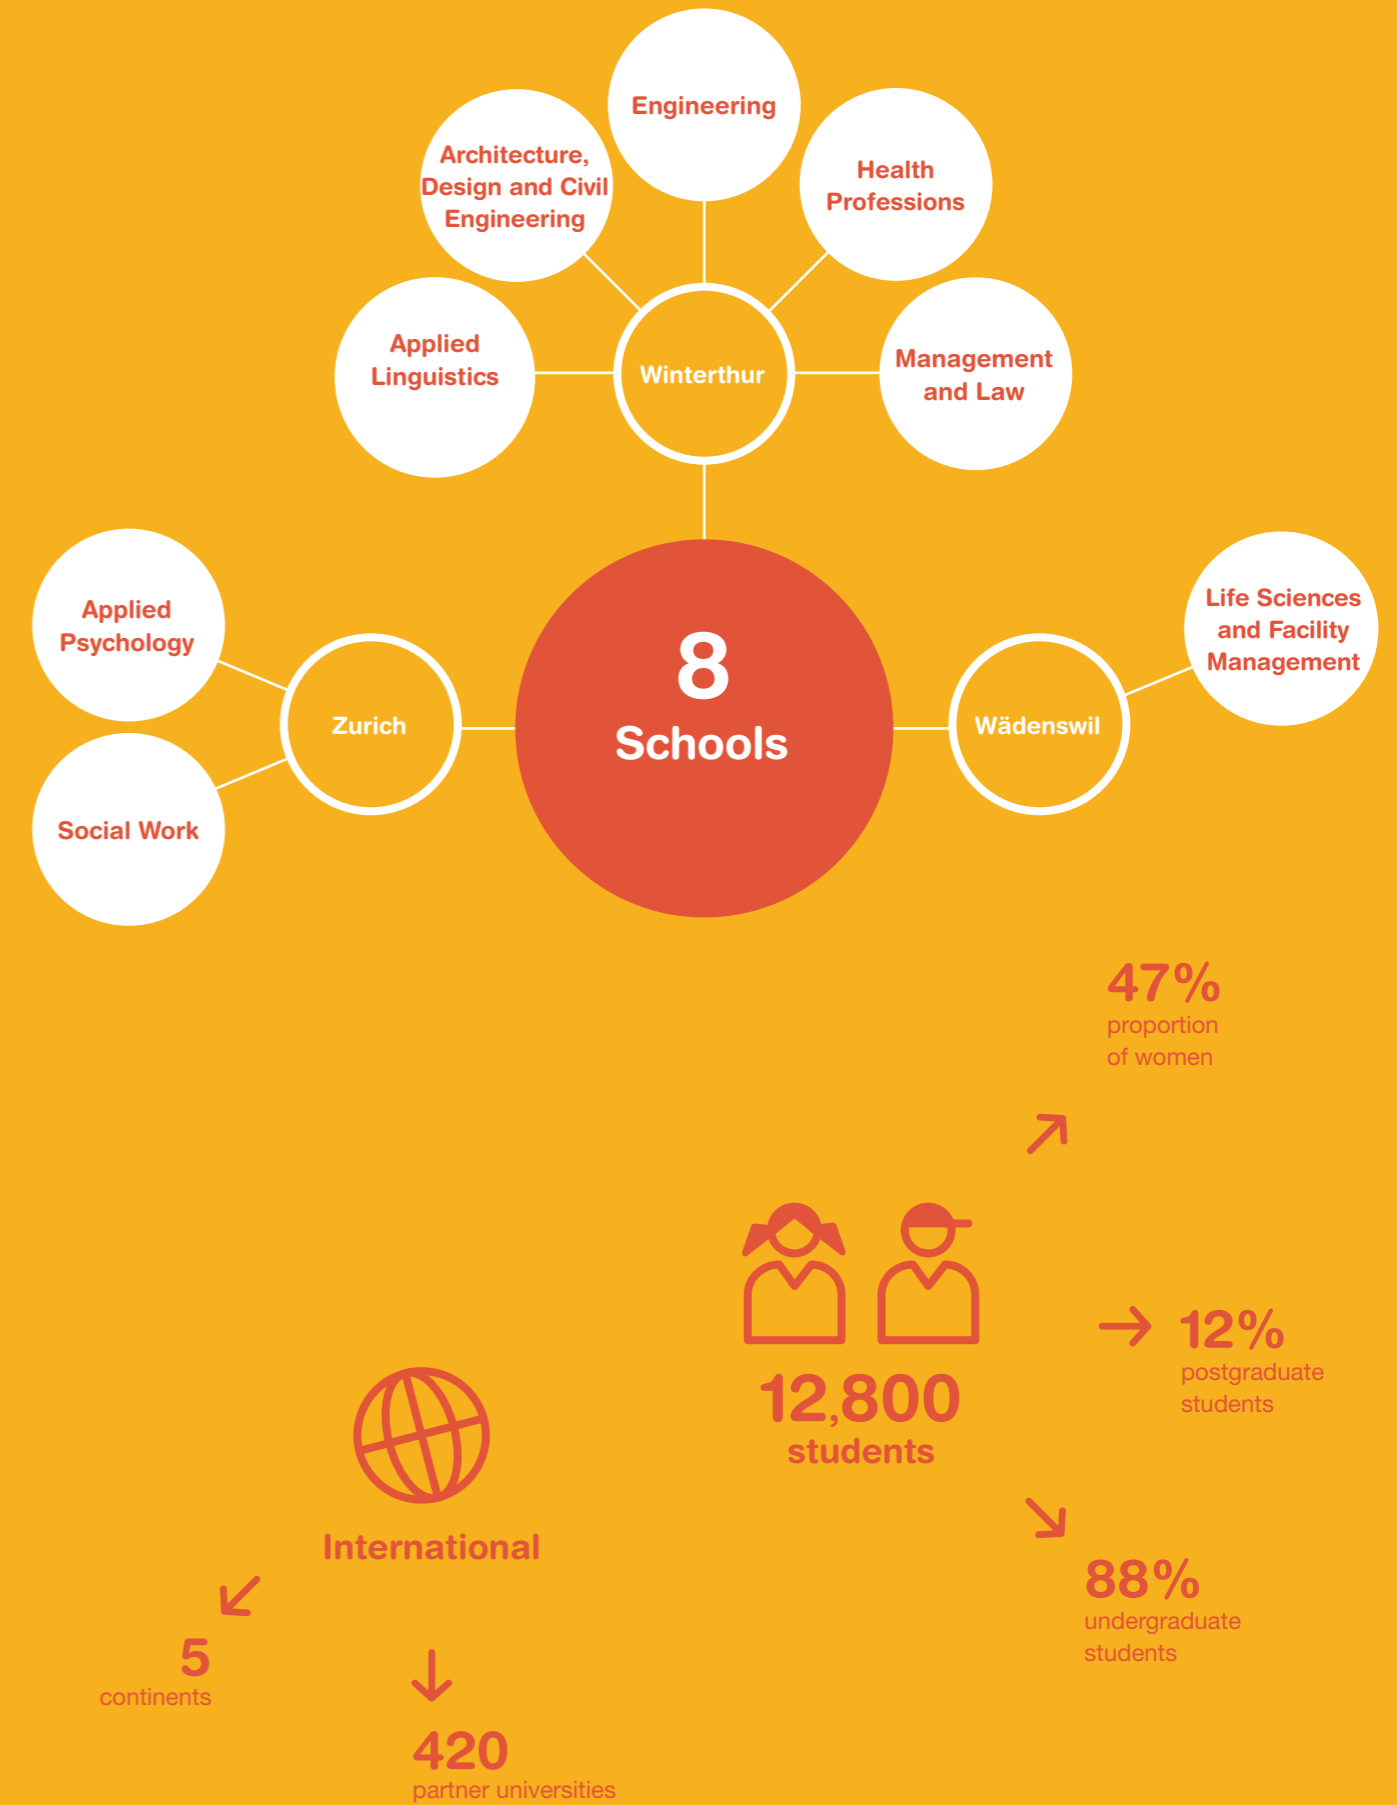 Engineering
Architecture,
Design and Civil
Engineering
Health
Professions
Applied
Linguistics
Winterthur
Management
and Law
Applied
Psychology
Social Work
Zurich
8
Schools
Wädenswil
Life Sciences
and Facility
Management
47%
proportion
of women
12,800
students
12%
postgraduate
students
88%
undergraduate
students
International
5
continents
420
partner universities